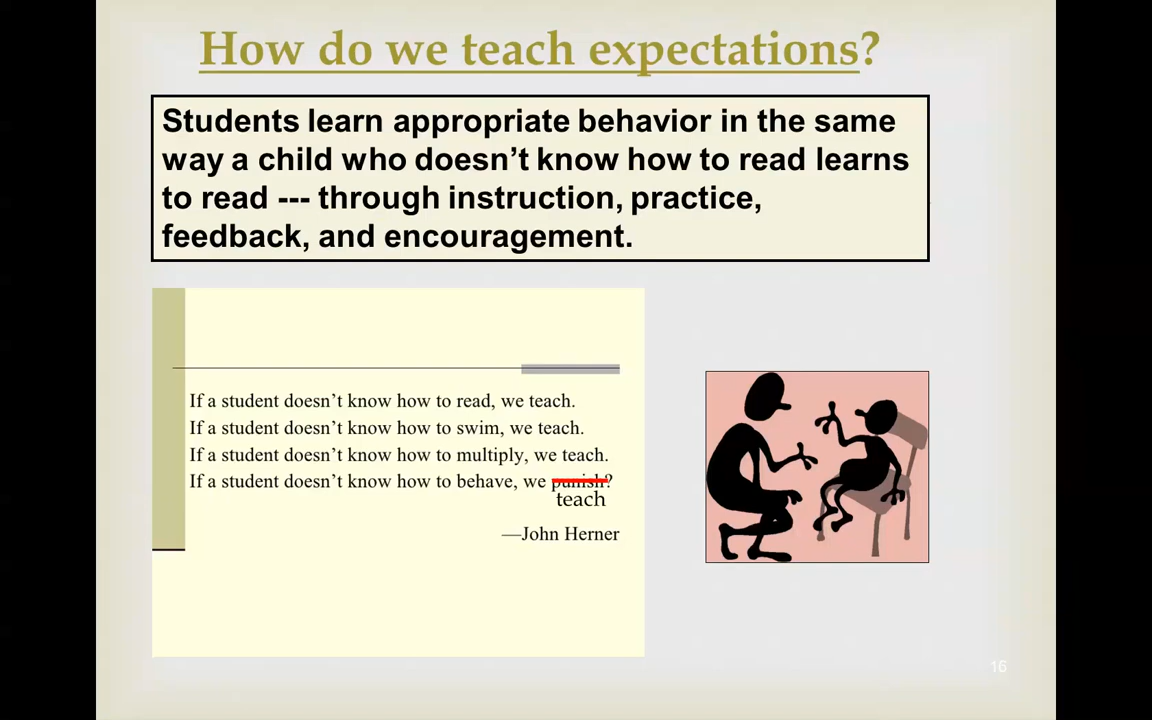 How do we teach expectations?
Students learn appropriate behavior in the same
way a child who doesn’t know how to read learns
to read --- through instruction, practice,
feedback, and encouragement.
If a student doesn’t know how to read, we teach.
If a student doesn’t know how to swim, we teach.
If a student doesn’t know how to multiply, we teach.
If a student doesn’t know how to behave, we punish?
teach
—John Herner
16